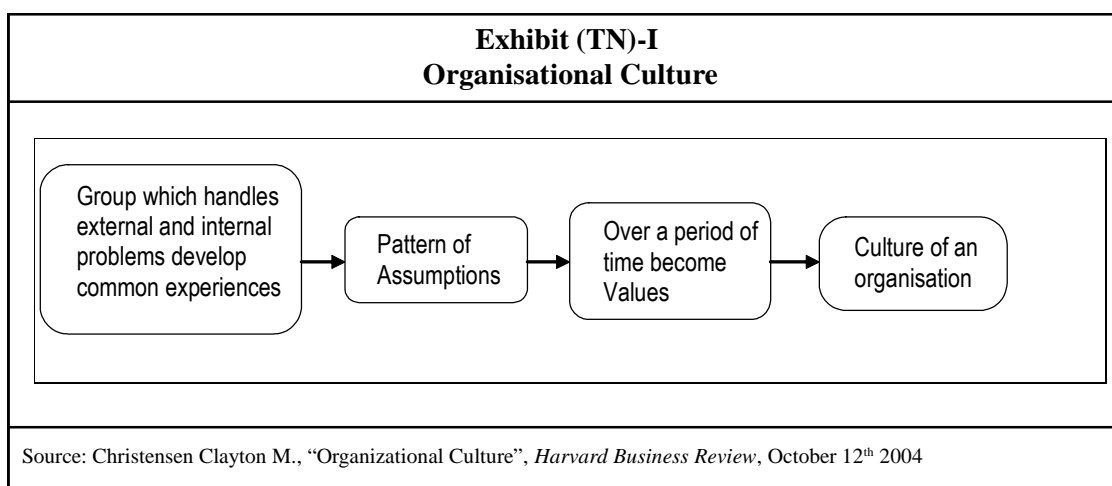 Exhibit (TN)-I
Organisational Culture
Group which handles
external and internal
problems develop
common experiences
Pattern of
Assumptions
Over a period of
time become
Values
Culture of an
organisation
Source: Christensen Clayton M., “Organizational Culture”, Harvard Business Review, October 12th 2004